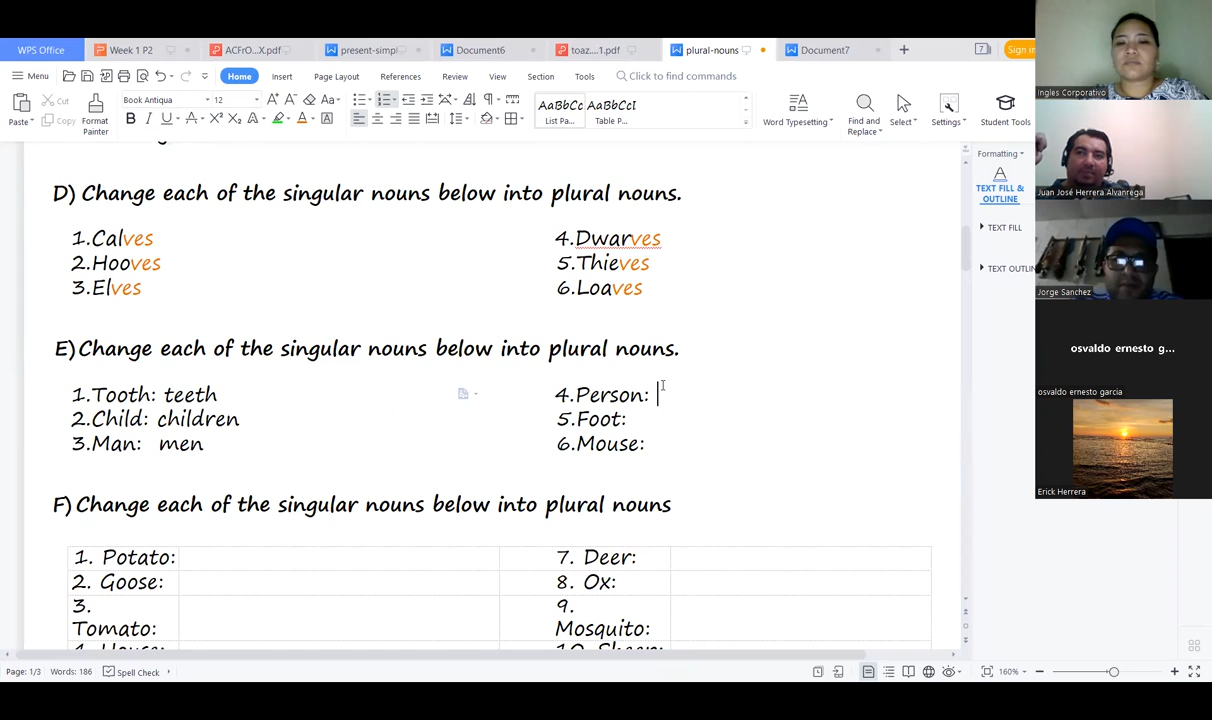 WPS Office
Week 1 P2
ACFrO...X.pdf
present-simpl
Document6
toaz....1.pdf
plural-nouns
Document7
Sign in
Menu
Home
Insert
Page Layout
References
Review
View
Section
Tools
Click to find commands
Paste
Cut
Copy
Format Painter
Book Antiqua
12
AaBbCc
List Pa...
AaBbCcI
Table P...
Word Typesetting
Find and Replace
Select
Settings
Student Tools
D) Change each of the singular nouns below into plural nouns.
1.Calves
2.Hooves
3.Elves
4.Dwarves
5.Thieves
6.Loaves
E) Change each of the singular nouns below into plural nouns.
1.Tooth: teeth
2.Child: children
3.Man: men
4.Person:
5.Foot:
6.Mouse:
F) Change each of the singular nouns below into plural nouns
1. Potato:
2. Goose:
3.
Tomato:
7. Deer:
8. Ox:
9.
Mosquito:
Formatting
TEXT FILL &
OUTLINE
TEXT FILL
TEXT OUTLIN
Ingles Corporativo
Juan José Herrera Alvanrega
Jorge Sanchez
osvaldo ernesto g...
osvaldo ernesto garcia
Erick Herrera
Page: 1/3
Words: 186
Spell Check
160%